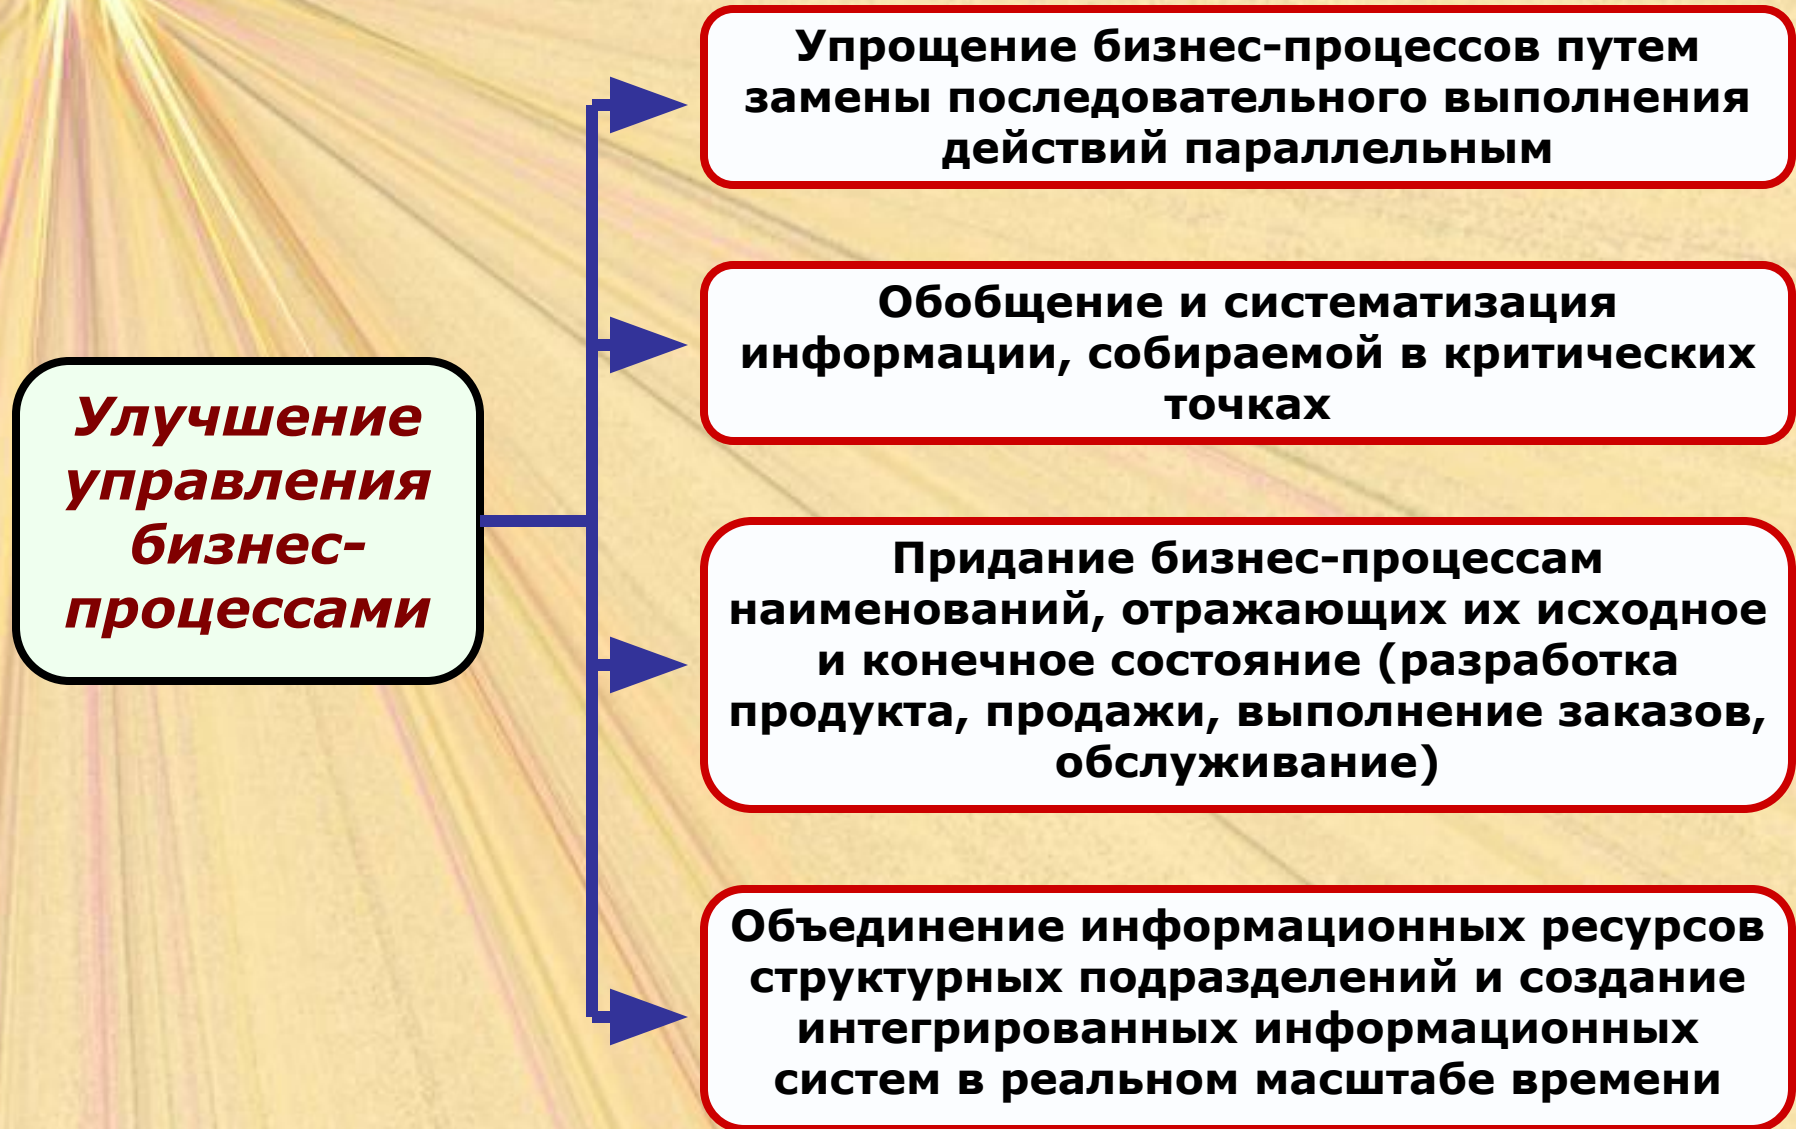 Улучшение
управления
бизнес-
процессами
Упрощение бизнес-процессов путем
замены последовательного выполнения
действий параллельным
Обобщение и систематизация
информации, собираемой в критических
точках
Придание бизнес-процессам
наименований, отражающих их исходное
и конечное состояние (разработка
продукта, продажи, выполнение заказов,
обслуживание)
Объединение информационных ресурсов
структурных подразделений и создание
интегрированных информационных
систем в реальном масштабе времени